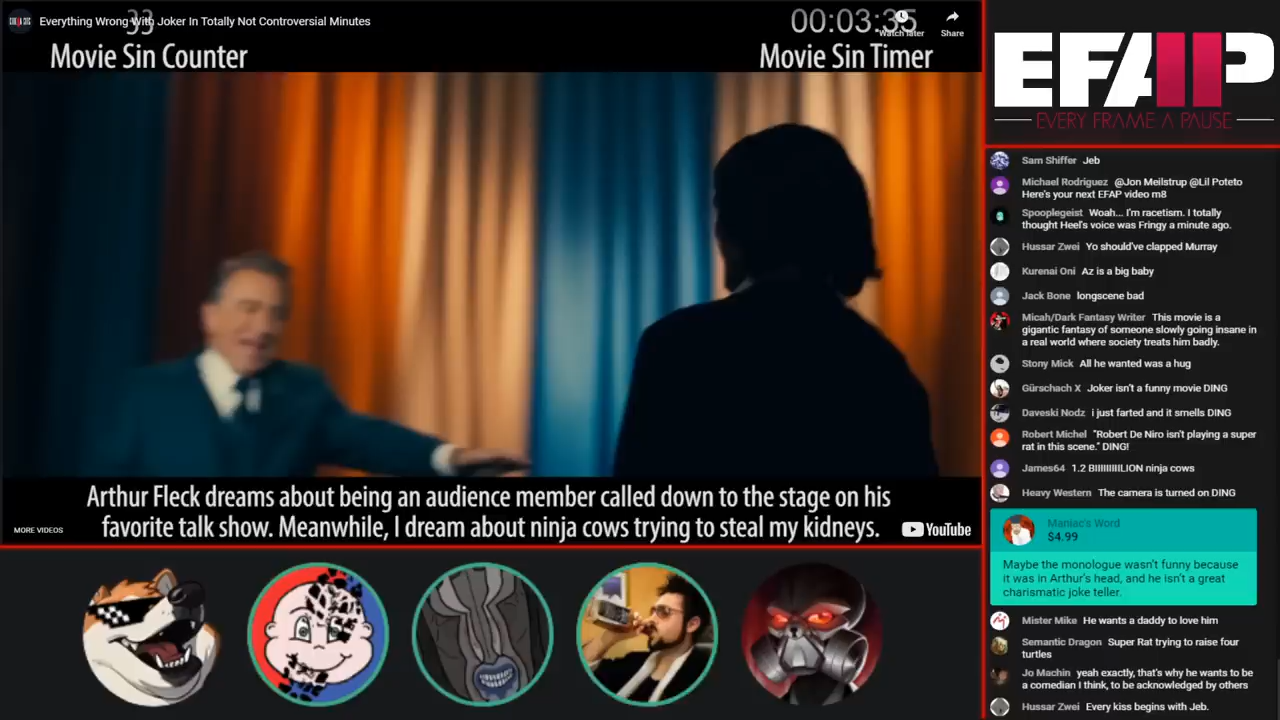 Everything Wrong With Joker In Totally Not Controversial Minutes
33
00:03:35
Watch later
Share
Movie Sin Counter
Movie Sin Timer
Arthur Fleck dreams about being an audience member called down to the stage on his
favorite talk show. Meanwhile, I dream about ninja cows trying to steal my kidneys.
MORE VIDEOS
YouTube
EFAP
EVERY FRAME A PAUSE
Sam Shiffer Jeb
Michael Rodriguez @Jon Meilstrup @Lil Poteto
Here's your next EFAP video m8
Spooplegeist Woah... I'm racetism. I totally
thought Heel's voice was Fringy a minute ago.
Hussar Zwei Yo should've clapped Murray
Kurenai Oni Az is a big baby
Jack Bone longscene bad
Micah/Dark Fantasy Writer This movie is a
gigantic fantasy of someone slowly going insane in
a real world where society treats him badly.
Stony Mick All he wanted was a hug
Gürschach X Joker isn't a funny movie DING
Daveski Nodz i just farted and it smells DING
Robert Michel "Robert De Niro isn't playing a super
rat in this scene." DING!
James64 1.2 BIIIIIIIIILION ninja cows
Heavy Western The camera is turned on DING
Maniac's Word
$4.99
Maybe the monologue wasn't funny because
it was in Arthur's head, and he isn't a great
charismatic joke teller.
Mister Mike He wants a daddy to love him
Semantic Dragon Super Rat trying to raise four
turtles
Jo Machin yeah exactly, that's why he wants to be
a comedian I think, to be acknowledged by others
Hussar Zwei Every kiss begins with Jeb.